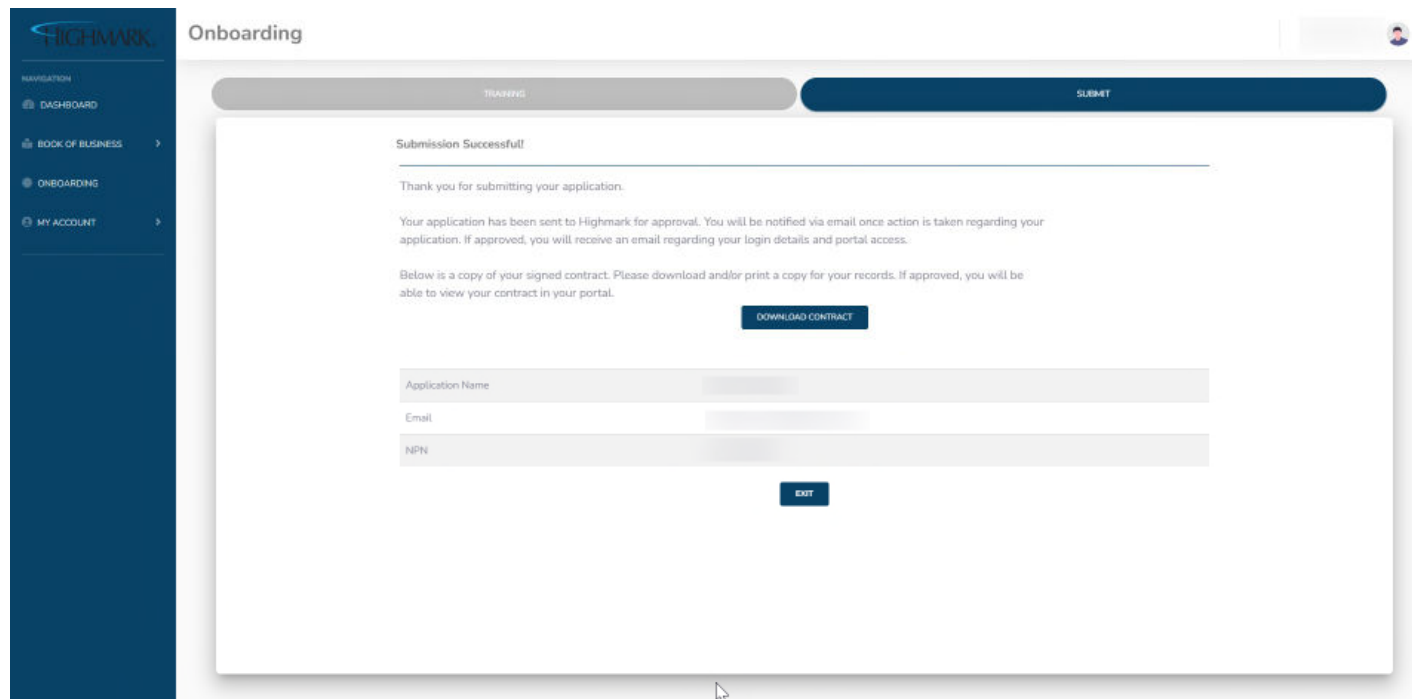 HIGHMARK.
Onboarding
NAVIGATION
DASHBOARD
BOOK OF BUSINESS
ONBOARDING
MY ACCOUNT
TRAINING
SUBMIT
Submission Successful!
Thank you for submitting your application.
Your application has been sent to Highmark for approval. You will be notified via email once action is taken regarding your
application. If approved, you will receive an email regarding your login details and portal access.
Below is a copy of your signed contract. Please download and/or print a copy for your records. If approved, you will be
able to view your contract in your portal.
DOWNLOAD CONTRACT
Application Name
Email
NPN
EXIT